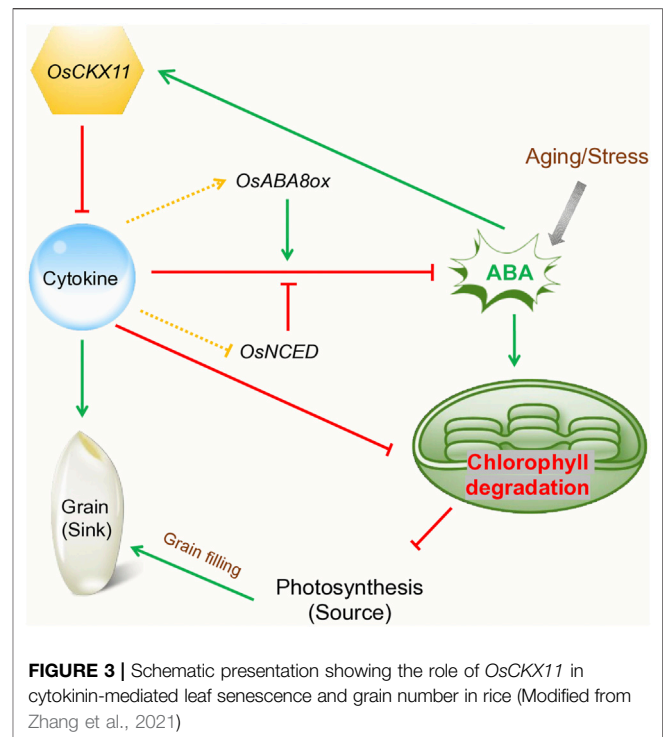 OsCKX11
Aging/Stress
OsABA8ox
Cytokine
ABA
OsNCED
Chlorophyll
degradation
Grain
(Sink)
Grain filling
Photosynthesis
(Source)
FIGURE 3 | Schematic presentation showing the role of OsCKX11 in
cytokinin-mediated leaf senescence and grain number in rice (Modified from
Zhang et al., 2021)